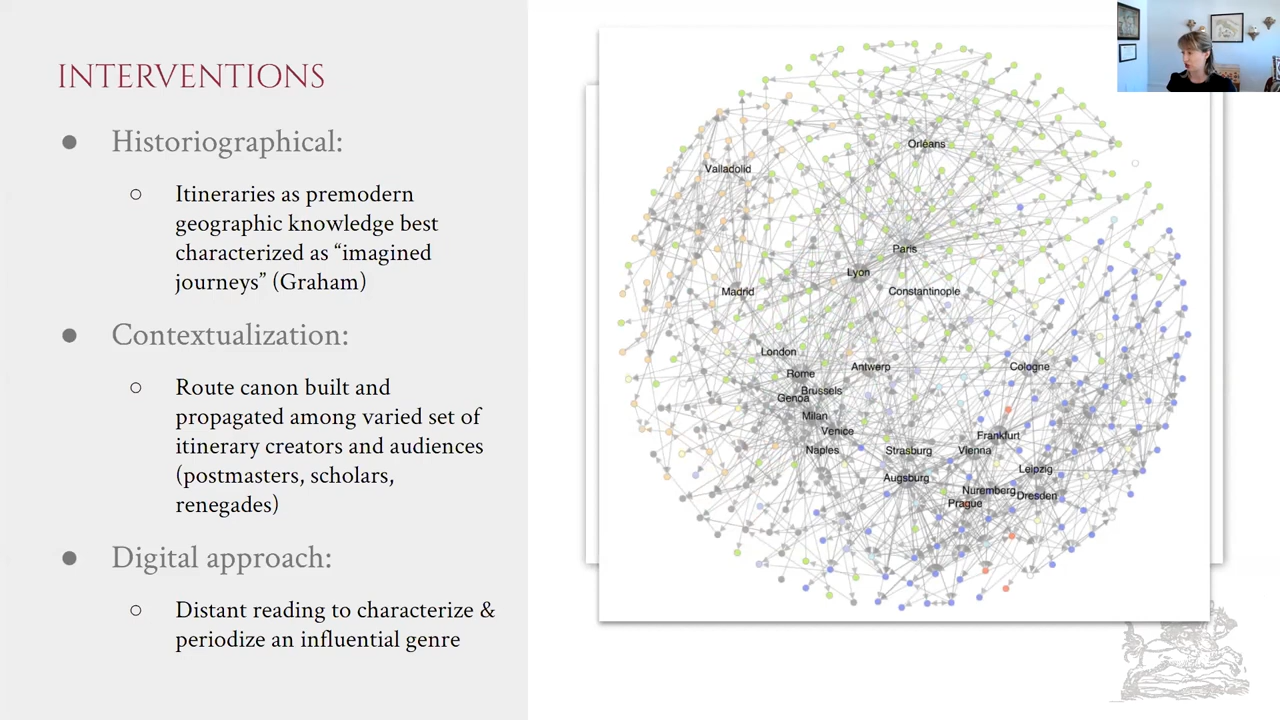 INTERVENTIONS
● Historiographical:
○ Itineraries as premodern
geographic knowledge best
characterized as “imagined
journeys” (Graham)
● Contextualization:
○ Route canon built and
propagated among varied set of
itinerary creators and audiences
(postmasters, scholars,
renegades)
● Digital approach:
○ Distant reading to characterize &
periodize an influential genre
Orléans
Valladolid
Paris
Lyon
Madrid
Constantinople
London
Rome
Antwerp
Cologne
Brussels
Genoa
Milan
Venice
Naples
Frankfurt
Strasburg
Vienna
Leipzig
Augsburg
Nuremberg
Dresden
Prague